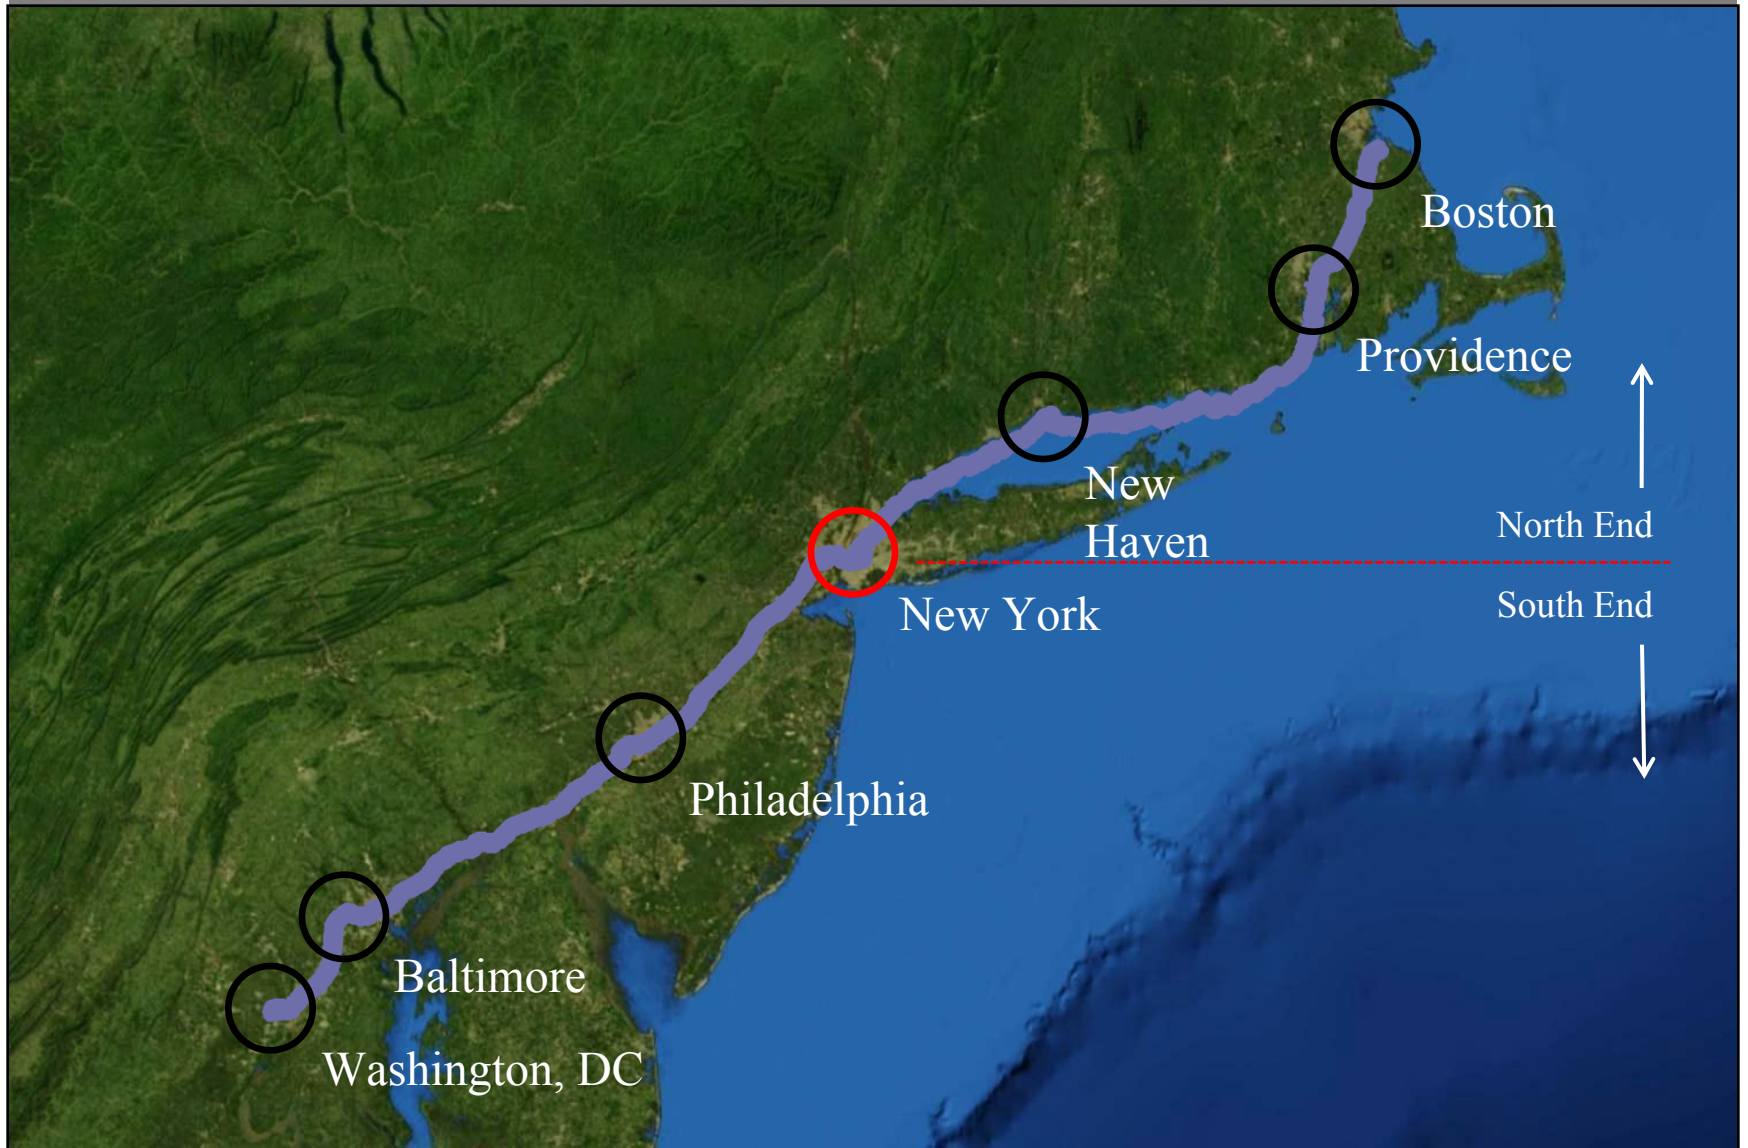 Boston
Providence
New
Haven
North End
South End
New York
Philadelphia
Baltimore
Washington, DC